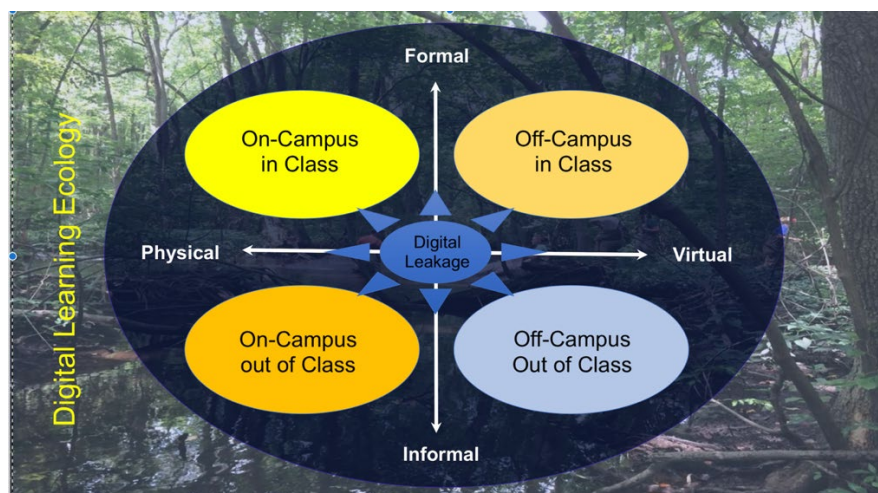 Digital Learning Ecology
Formal
On-Campus
in Class
Off-Campus
in Class
Physical
Digital
Leakage
Virtual
On-Campus
out of Class
Off-Campus
Out of Class
Informal